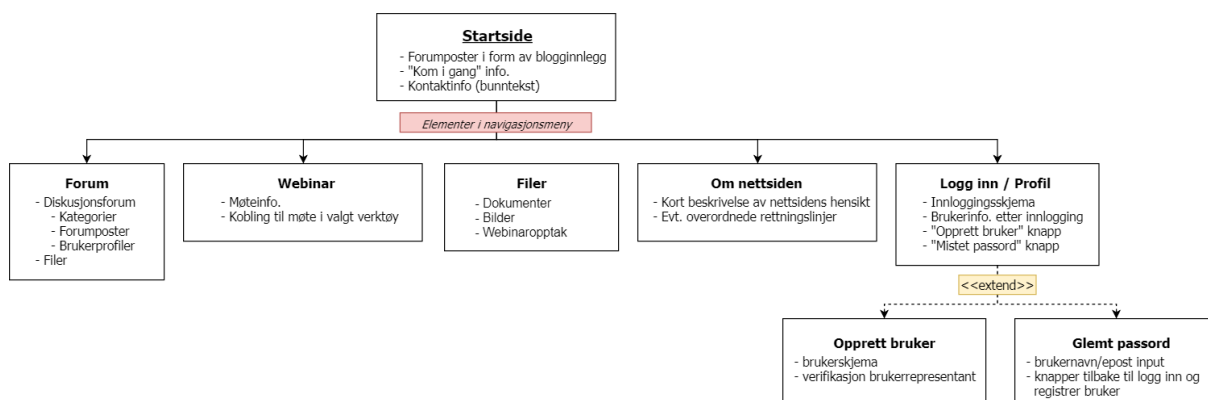 Startside
- Forumposter i form av blogginnlegg
- "Kom i gang" info.
- Kontaktinfo (bunntekst)
Elementer i navigasjonsmeny
Forum
- Diskusjonsforum
- Kategorier
- Forumposter
- Brukerprofiler
- Filer
Webinar
- Møteinfo.
- Kobling til møte i valgt verktøy
Filer
- Dokumenter
- Bilder
- Webinaropptak
Om nettsiden
- Kort beskrivelse av nettsidens hensikt
- Evt. overordnede rettningslinjer
Logg inn / Profil
- Innloggingsskjema
- Brukerinfo. etter innlogging
- "Opprett bruker" knapp
- "Mistet passord" knapp
<<extend>>
Opprett bruker
- brukerskjema
- verifikasjon brukerrepresentant
Glemt passord
- brukernavn/epost input
- knapper tilbake til logg inn og
registrer bruker